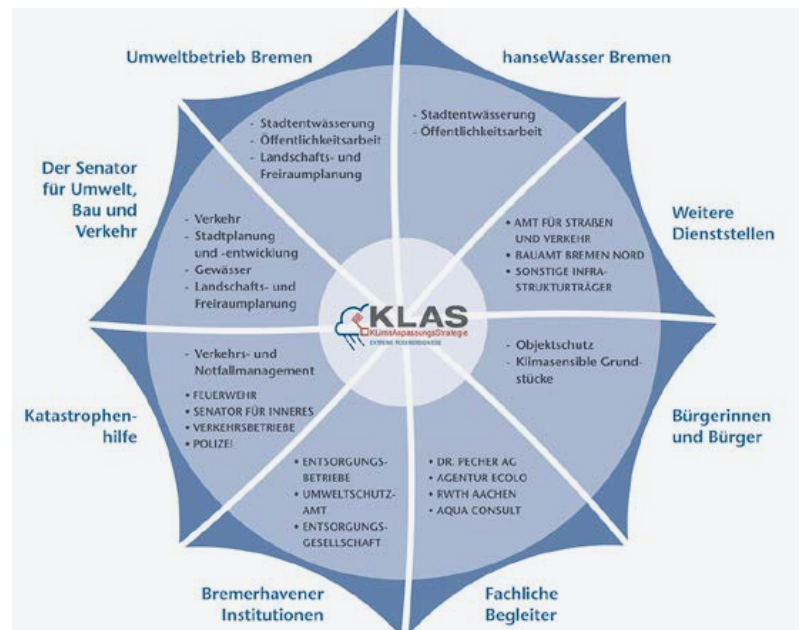 Umweltbetrieb Bremen
- Stadtentwässerung
- Öffentlichkeitsarbeit
- Landschafts- und
Freiraumplanung
hanseWasser Bremen
- Stadtentwässerung
- Öffentlichkeitsarbeit
Weitere
Dienststellen
• AMT FÜR STRAßEN
UND VERKEHR
• BAUAMT BREMEN NORD
• SONSTIGE INFRA-
STRUKTURTRÄGER
Bürgerinnen
und Bürger
- Objektschutz
- Klimasensible Grund-
stücke
Fachliche
Begleiter
• DR. PECHER AG
• AGENTUR ECOLO
• RWTH AACHEN
• AQUA CONSULT
Bremerhavener
Institutionen
• ENTSORGUNGS-
BETRIEBE
• UMWELTSCHUTZ-
AMT
• ENTSORGUNGS-
GESELLSCHAFT
Katastrophen-
hilfe
- Verkehrs- und
Notfallmanagement
• FEUERWEHR
• SENATOR FÜR INNERES
• VERKEHRSBETRIEBE
• POLIZEI
Der Senator
für Umwelt,
Bau und
Verkehr
- Verkehr
- Stadtplanung
und -entwicklung
- Gewässer
- Landschafts- und
Freiraumplanung
KLAS
KlimaAnpassungsStrategie
EXTREME REGENEREIGNISSE